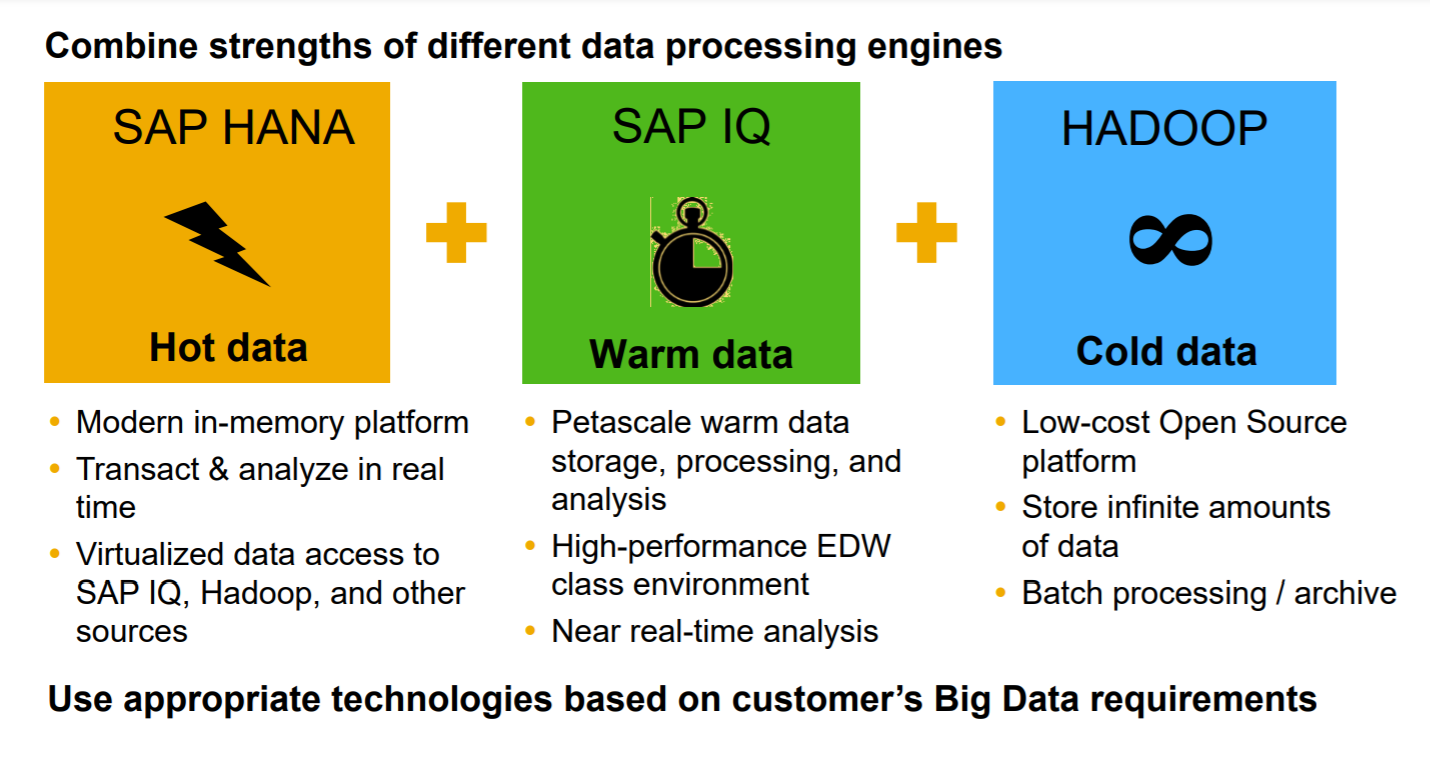 Combine strengths of different data processing engines
SAP HANA
Hot data
• Modern in-memory platform
• Transact & analyze in real
time
• Virtualized data access to
SAP IQ, Hadoop, and other
sources
SAP IQ
Warm data
• Petascale warm data
storage, processing, and
analysis
• High-performance EDW
class environment
• Near real-time analysis
HADOOP
Cold data
• Low-cost Open Source
platform
• Store infinite amounts
of data
• Batch processing / archive
Use appropriate technologies based on customer’s Big Data requirements